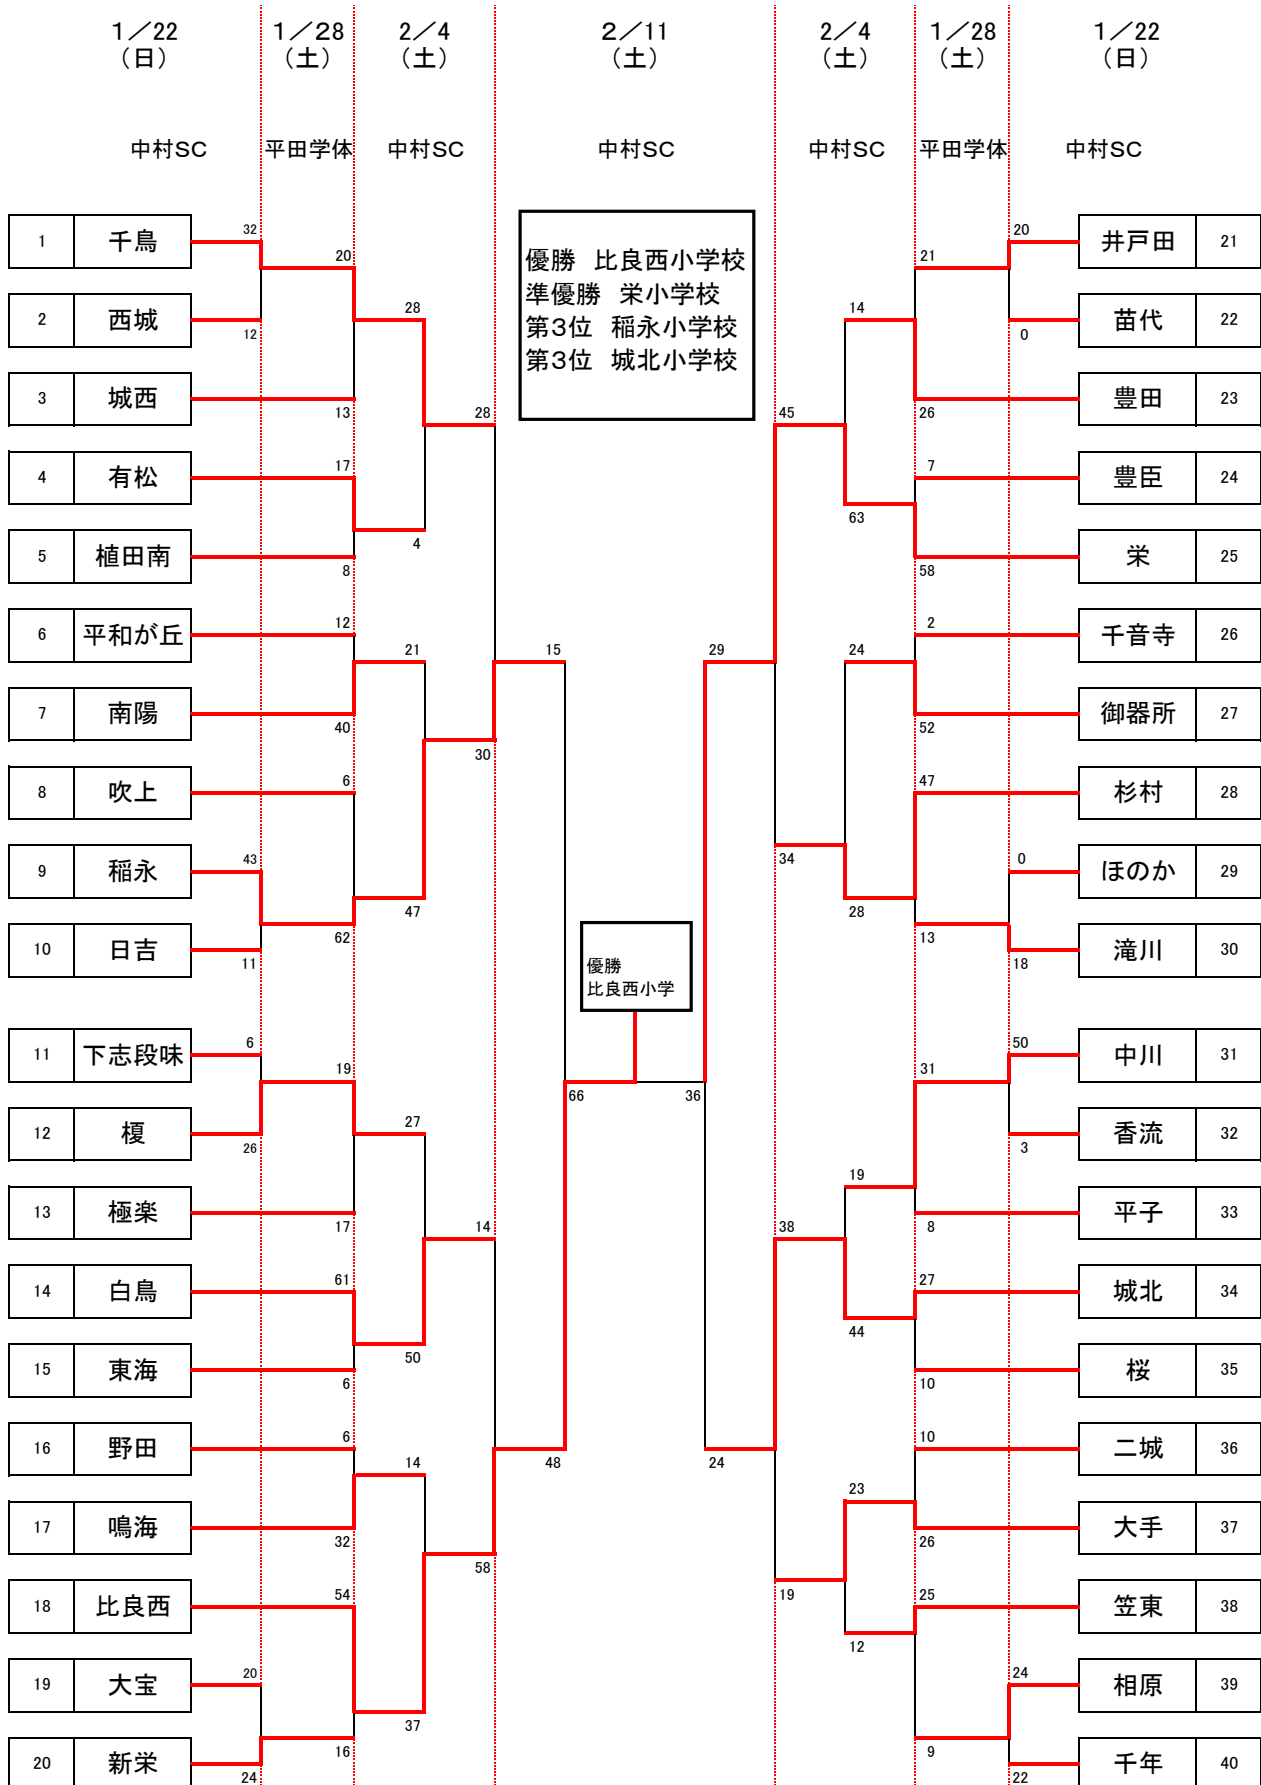 1／22 1／28 2/4 2／11 2/4 1／28 1／22
（日） （土） （土） （土） （土） （土） （日）
中村SC 平田学体 中村SC 中村SC 中村SC 平田学体 中村SC
優勝　比良西小学校
準優勝　栄小学校
第3位　稲永小学校
第3位　城北小学校
1 千鳥 32 20 井戸田 21
20 21
2 西城 12 28 14 0 苗代 22
3 城西 13 28 45 26 豊田 23
4 有松 17 7 豊臣 24
4 63
5 植田南 8 58 栄 25
6 平和が丘 12 2 千音寺 26
21 15 29 24
7 南陽 40 30 52 御器所 27
8 吹上 6 47 杉村 28
9 稲永 43 34 0 ほのか 29
47 28
10 日吉 11 62 13 18 滝川 30
優勝
比良西小学
11 下志段味 6 50 中川 31
19 31
66 36
12 榎 26 27 3 香流 32
19
13 極楽 17 14 38 8 平子 33
14 白鳥 61 27 城北 34
50 44
15 東海 6 10 桜 35
16 野田 6 10 二城 36
14 48 24 23
17 鳴海 32 26 大手 37
58 19
18 比良西 54 25 笠東 38
12
19 大宝 20 24 相原 39
37
16 9
20 新栄 24 22 千年 40